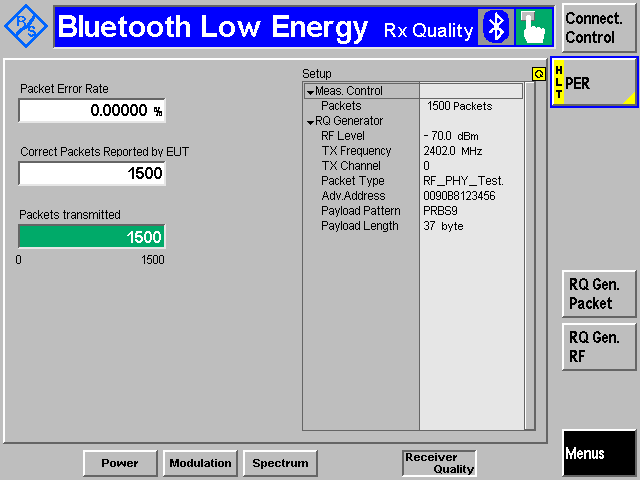 R/S
Bluetooth Low Energy Rx Quality
Connect.
Control
Packet Error Rate
0.00000 %
Correct Packets Reported by EUT
1500
Packets transmitted
1500
0 1500
Setup
Q
Meas. Control
Packets 1500 Packets
RQ Generator
RF Level - 70.0 dBm
TX Frequency 2402.0 MHz
TX Channel 0
Packet Type RF_PHY_Test.
Adv.Address 0090B8123456
Payload Pattern PRBS9
Payload Length 37 byte
HLT
PER
RQ Gen.
Packet
RQ Gen.
RF
Menus
Power Modulation Spectrum
Receiver
Quality